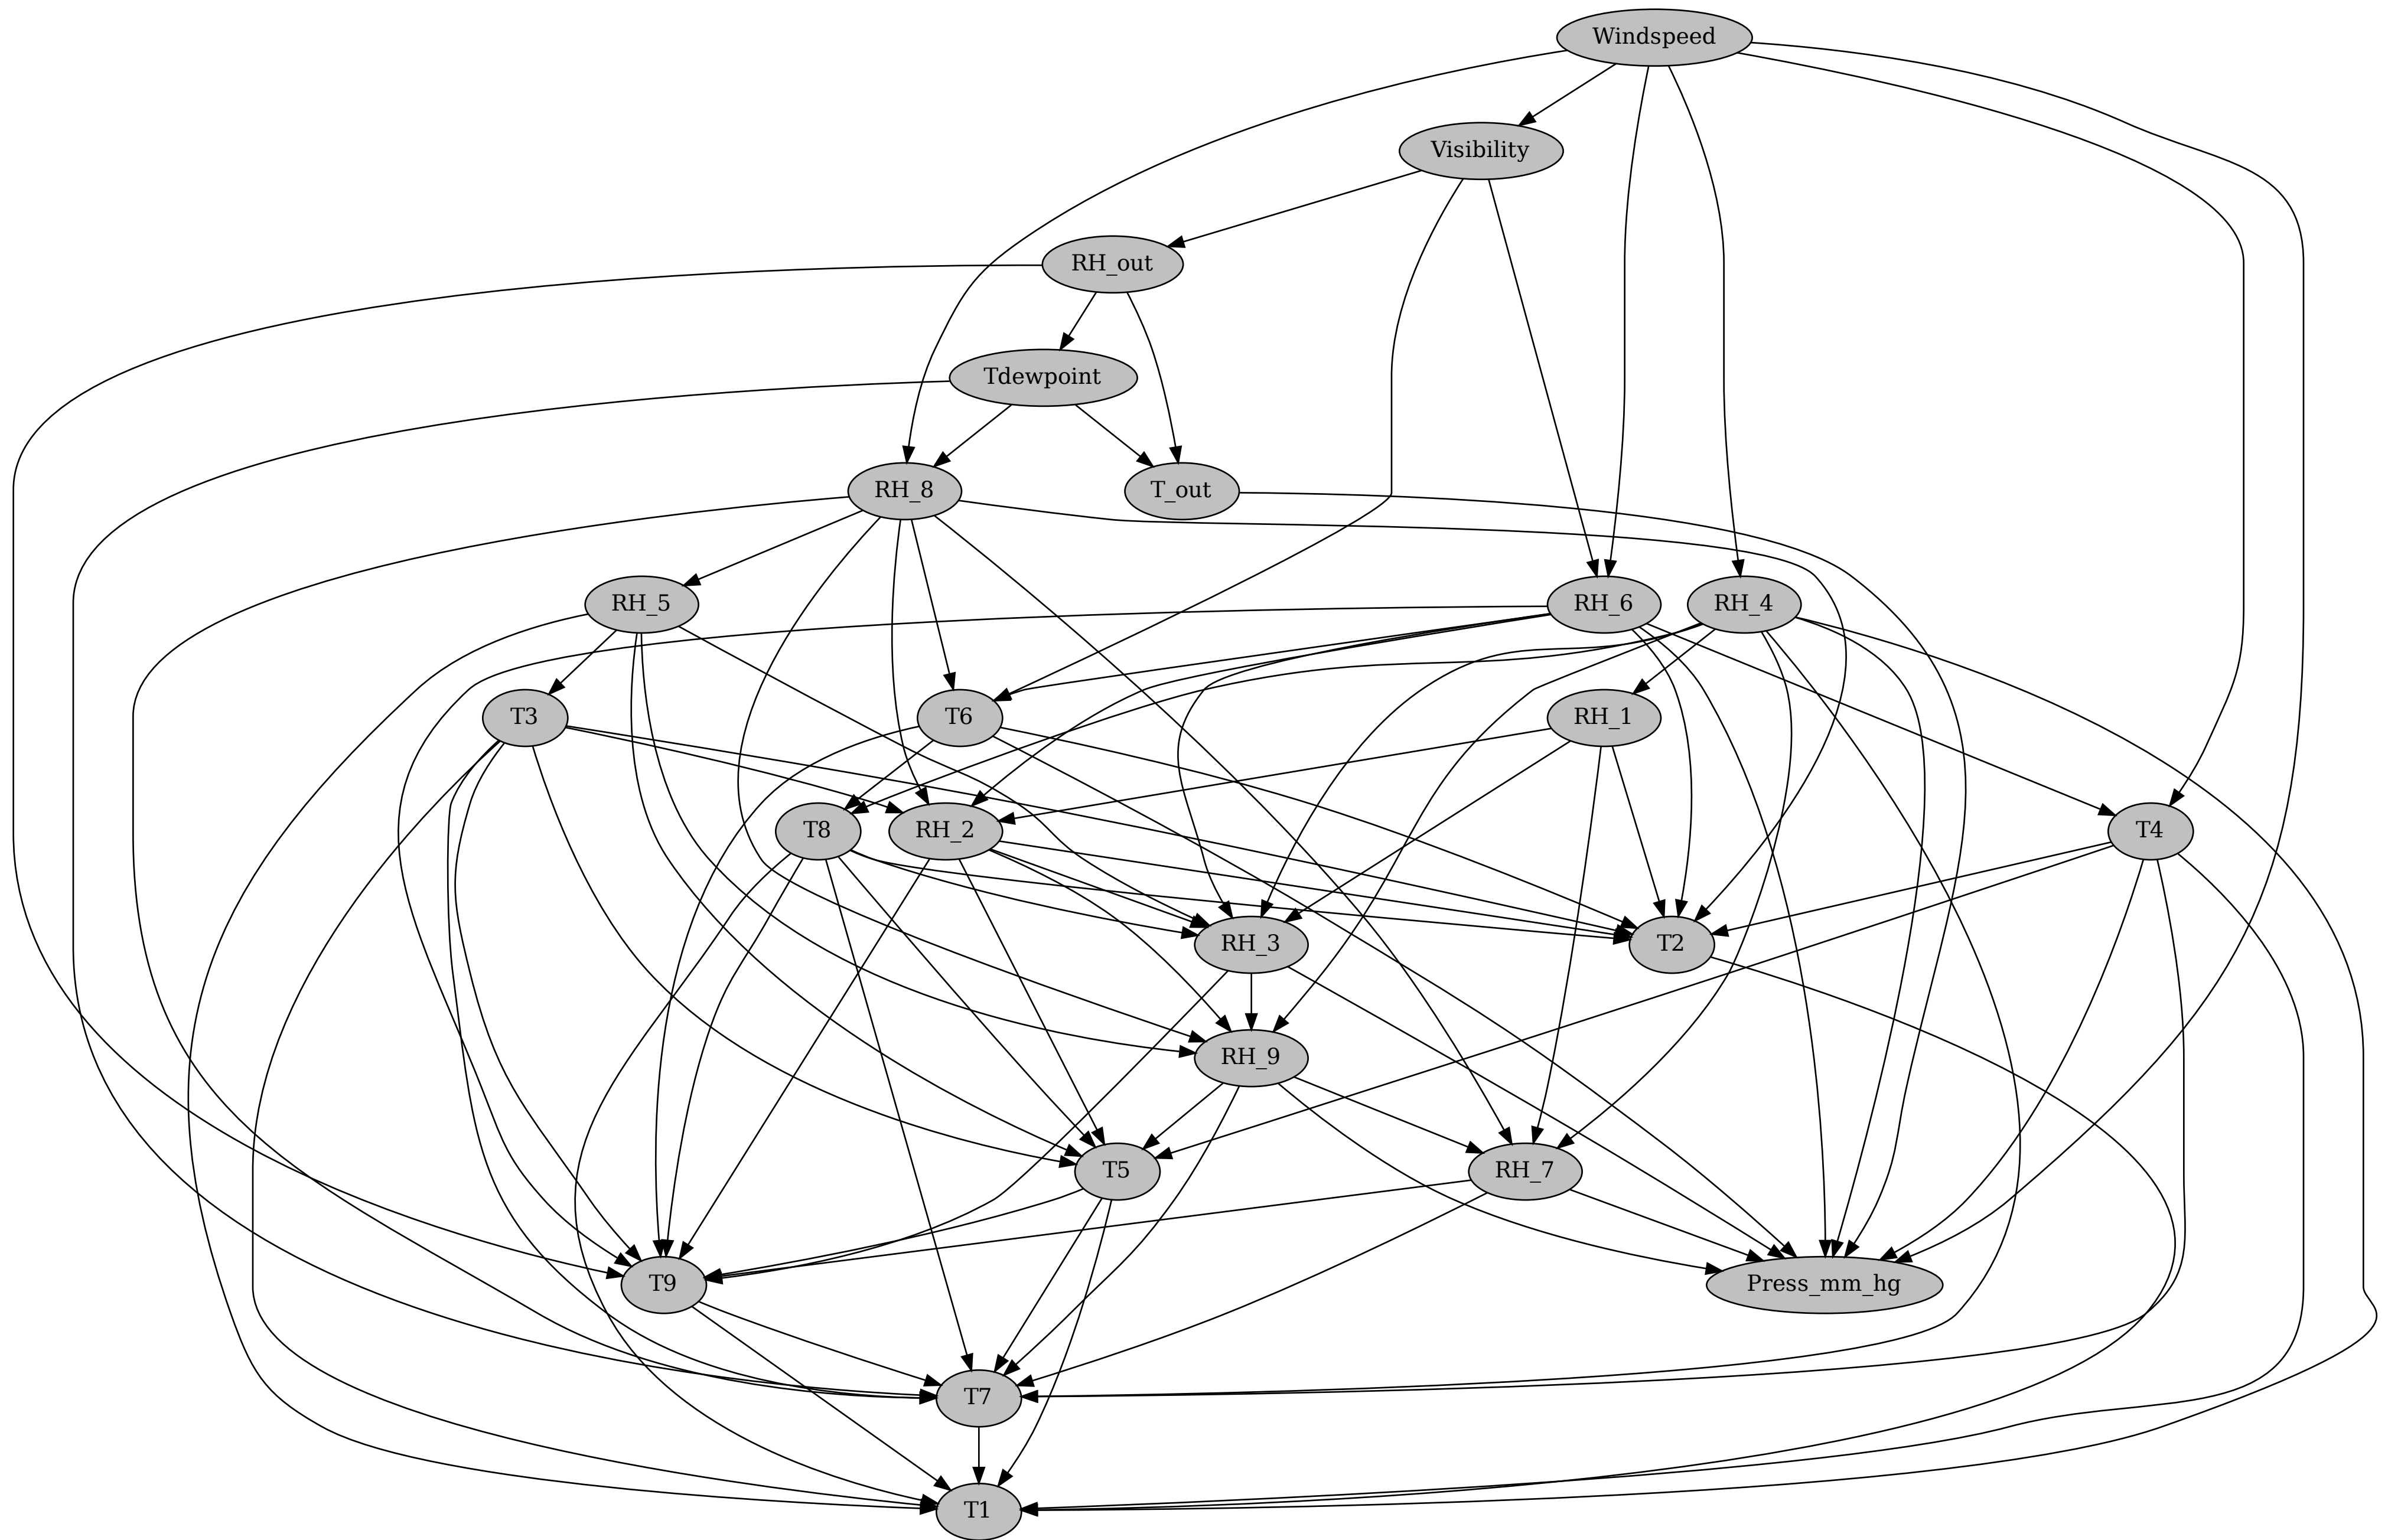 Windspeed
Visibility
RH_out
Tdewpoint
RH_8
T_out
RH_5
RH_6
RH_4
T3
T6
RH_1
T8
RH_2
T4
RH_3
T2
RH_9
T5
RH_7
T9
Press_mm_hg
T7
T1